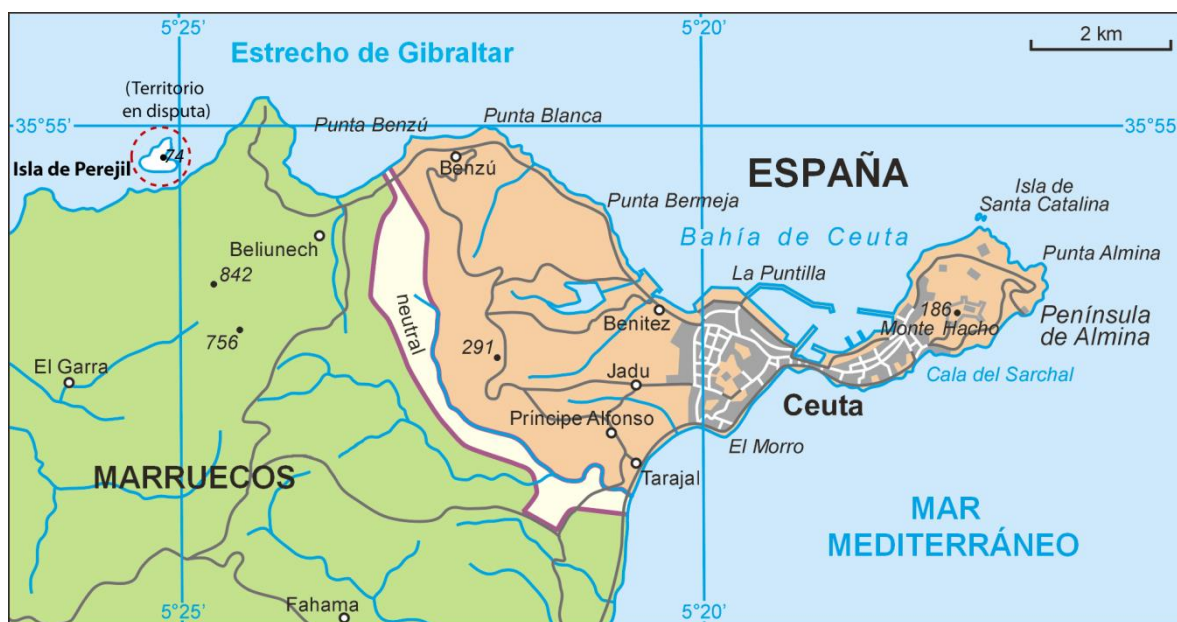 5°25´
5°20´
2 km
Estrecho de Gibraltar
(Territorio
en disputa)
35°55´
35°55´
Punta Benzú
Punta Blanca
74
Isla de Perejil
Benzú
ESPAÑA
Isla de
Santa Catalina
Punta Bermeja
Bahía de Ceuta
Punta Almina
Beliunech
842
La Puntilla
neutral
186
Monte Hacho
Península
de Almina
Benitez
756
291
El Garra
Jadu
Cala del Sarchal
Ceuta
Príncipe Alfonso
El Morro
MARRUECOS
Tarajal
MAR
MEDITERRÁNEO
Fahama
5°25´
5°20´